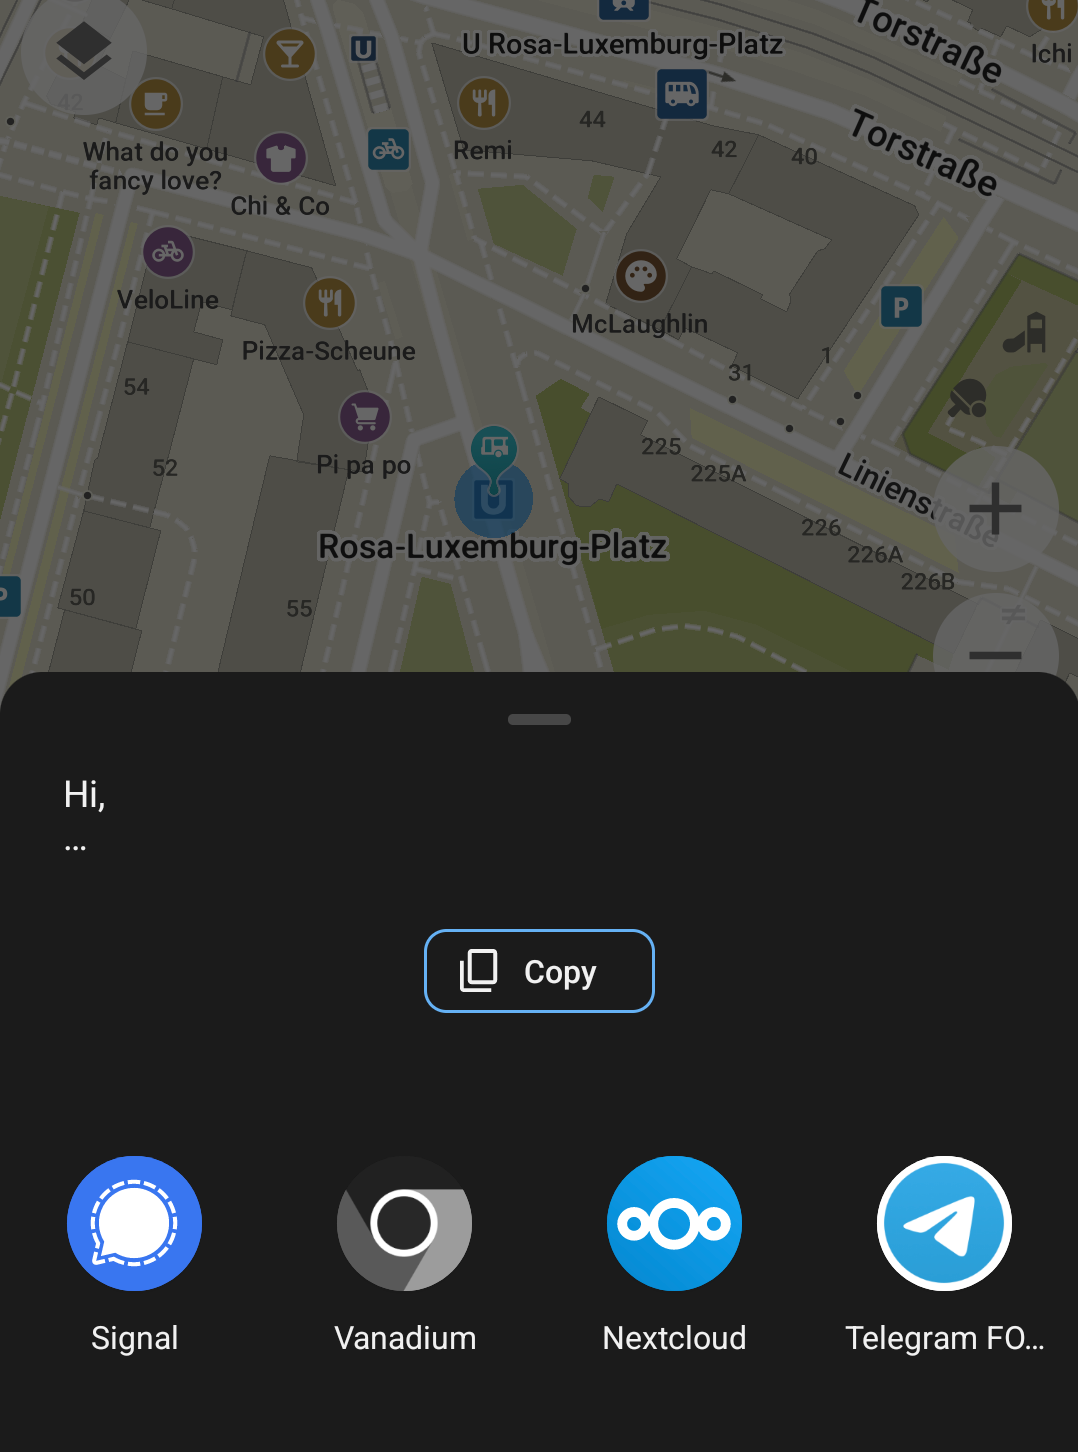 Torstraße
U Rosa-Luxemburg-Platz
U
Ichi
42
44
Torstraße
What do you
fancy love?
Remi
42
40
Chi & Co
VeloLine
P
McLaughlin
Pizza-Scheune
1
31
54
225
Pi pa po
52
225A
Linienstraße
U
226
Rosa-Luxemburg-Platz
226A
226B
P
50
55
Hi,
...
Copy
Signal
Vanadium
Nextcloud
Telegram FO...